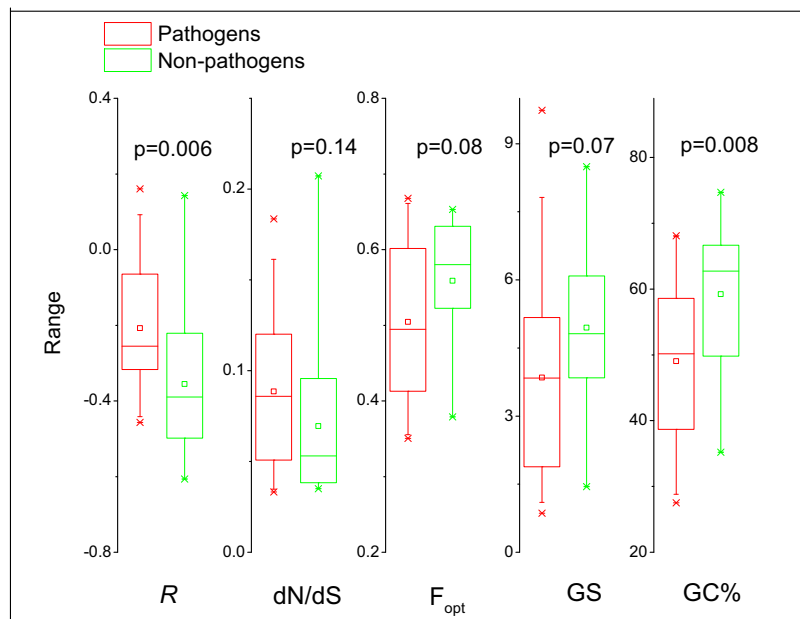 Pathogens
Non-pathogens
0.4
0.0
-0.4
-0.8
Range
p=0.006
R
0.2
0.1
0.0
p=0.14
dN/dS
0.8
0.6
0.4
0.2
p=0.08
Fopt
9
6
3
0
p=0.07
GS
80
60
40
20
p=0.008
GC%